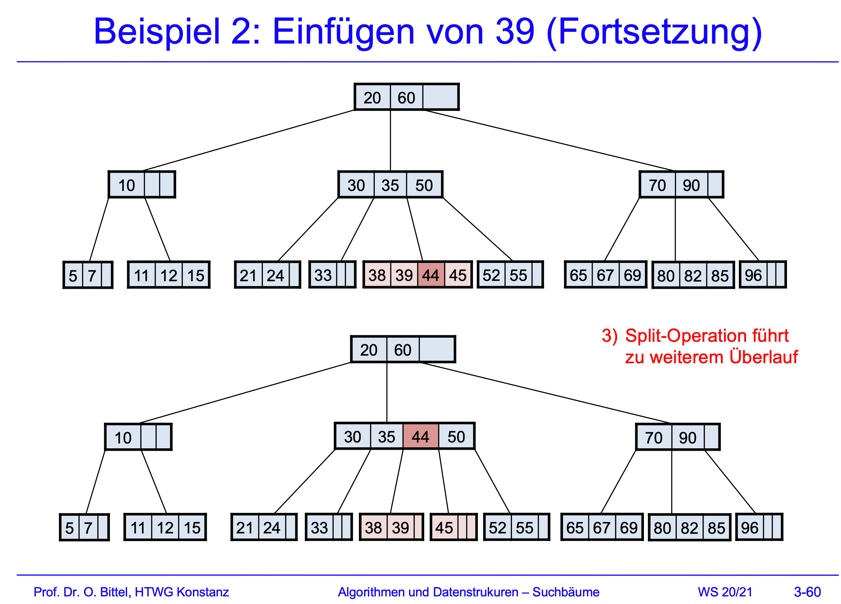 Beispiel 2: Einfügen von 39 (Fortsetzung)
20 60
10
30 35 50
70 90
5 7
11 12 15
21 24
33
38 39 44 45
52 55
65 67 69
80 82 85
96
3) Split-Operation führt
zu weiterem Überlauf
20 60
10
30 35 44 50
70 90
5 7
11 12 15
21 24
33
38 39
45
52 55
65 67 69
80 82 85
96
Prof. Dr. O. Bittel, HTWG Konstanz
Algorithmen und Datenstrukuren – Suchbäume
WS 20/21
3-60